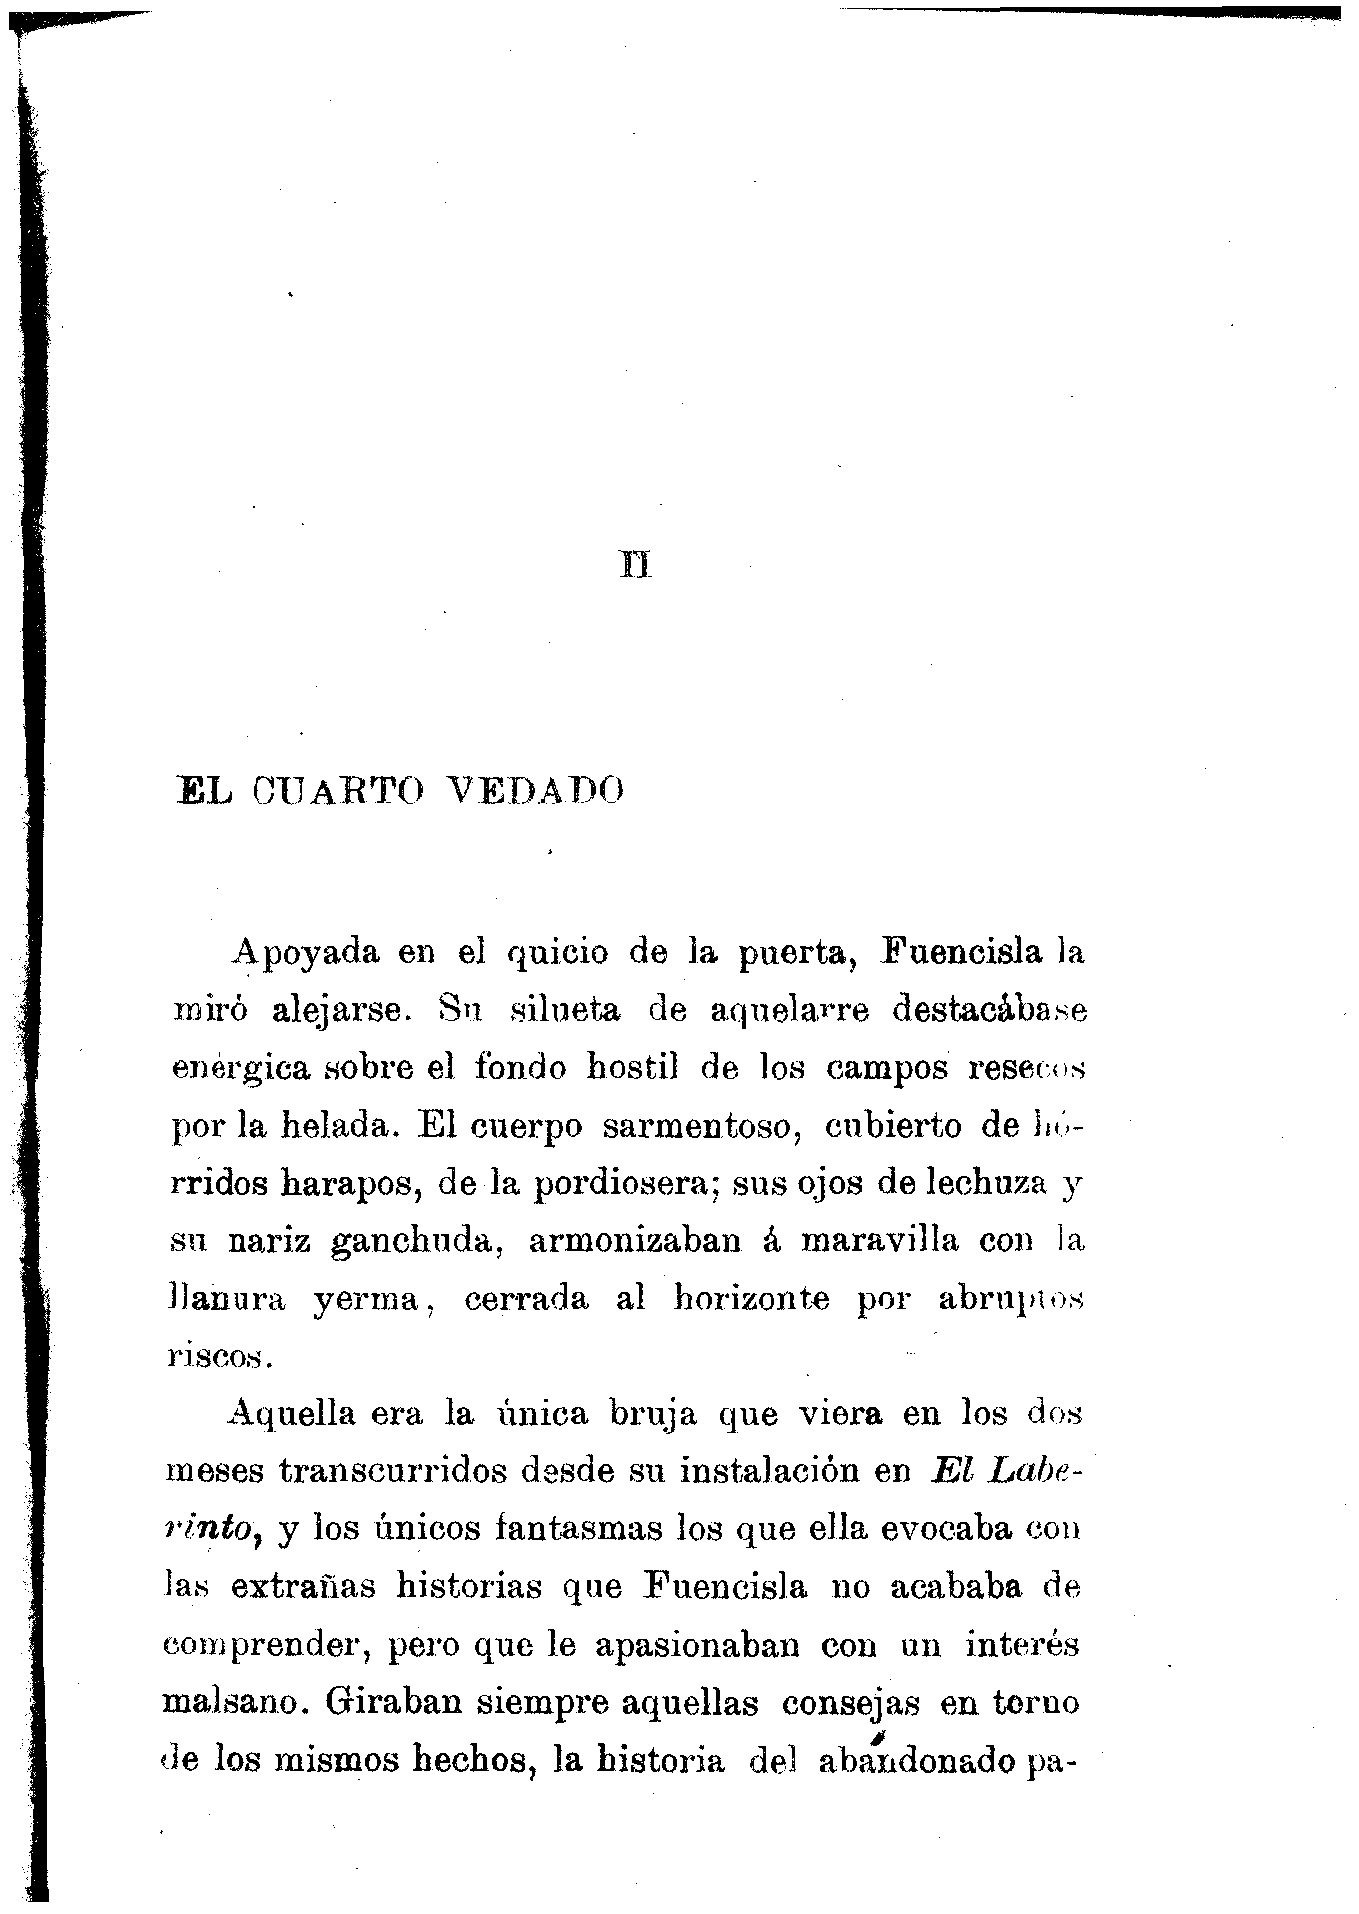 II
EL CUARTO VEDADO
Apoyada en el quicio de la puerta, Fuencisla la
miró alejarse. Su silueta de aquelarre destacábase
enérgica sobre el fondo hostil de los campos resecos
por la helada. El cuerpo sarmentoso, cubierto de hó-
rridos harapos, de la pordiosera; sus ojos de lechuza y
su nariz ganchuda, armonizaban á maravilla con la
llanura yerma, cerrada al horizonte por abruptos
riscos.
Aquella era la única bruja que viera en los dos
meses transcurridos desde su instalación en El Labe-
rinto, y los únicos fantasmas los que ella evocaba con
las extrañas historias que Fuencisla no acababa de
comprender, pero que le apasionaban con un interés
malsano. Giraban siempre aquellas consejas en torno
de los mismos hechos, la historia del abandonado pa-